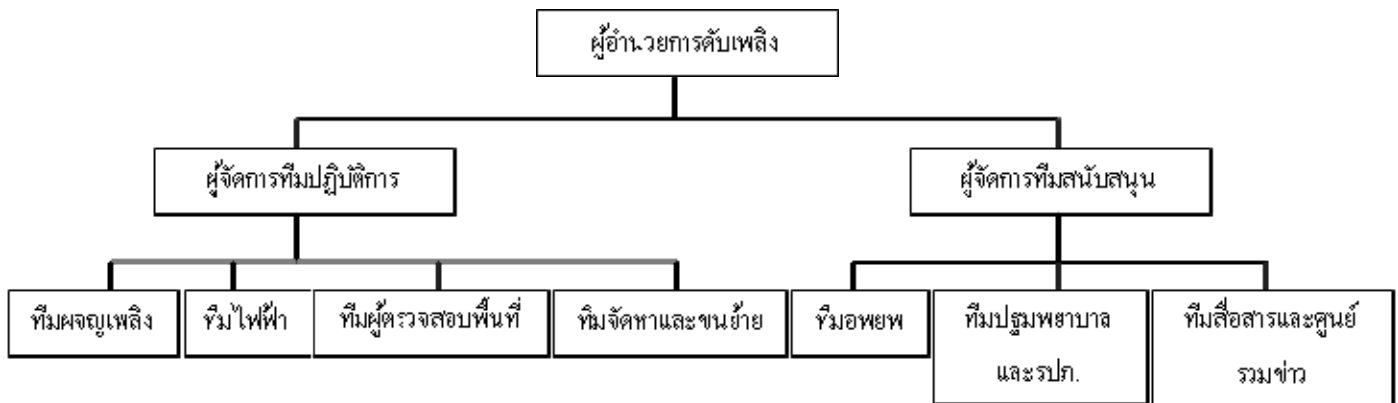 ผู้อำนวยการดับเพลิง
ผู้จัดการทีมปฏิบัติการ
ผู้จัดการทีมสนับสนุน
ทีมผจญเพลิง
ทีมไฟฟ้า
ทีมผู้ตรวจสอบพื้นที่
ทีมจัดหาและขนย้าย
ทีมอพยพ
ทีมปฐมพยาบาล
และรปภ.
ทีมสื่อสารและศูนย์
รวมข่าว